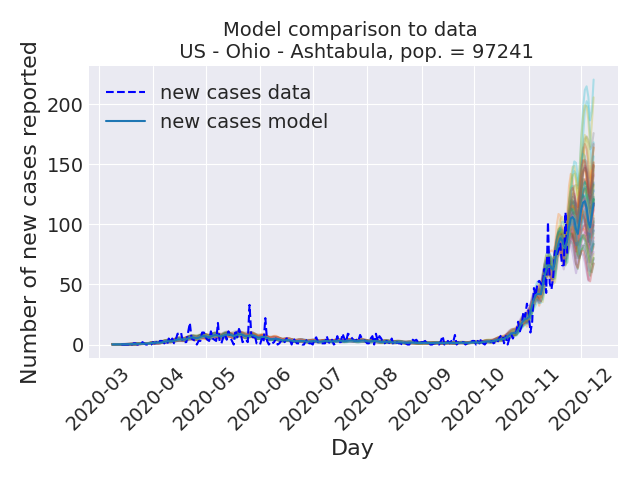 Model comparison to data
US - Ohio - Ashtabula, pop. = 97241
Number of new cases reported
new cases data
new cases model
200
150
100
50
0
2020-03
2020-04
2020-05
2020-06
2020-07
2020-08
2020-09
2020-10
2020-11
2020-12
Day